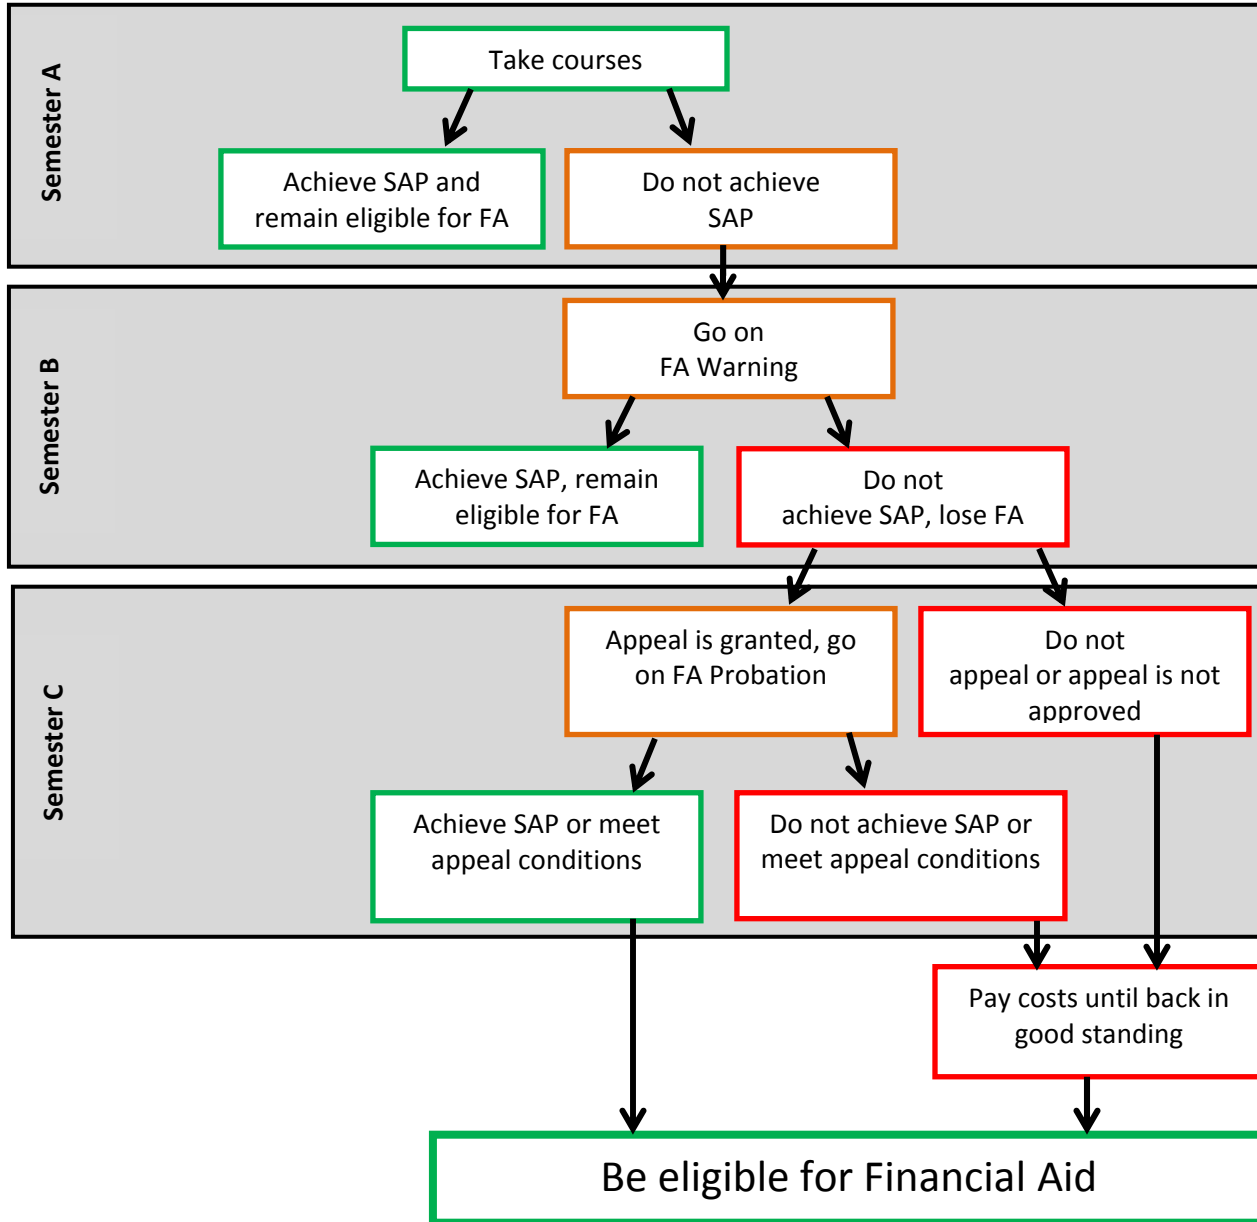 Semester A
Take courses
Achieve SAP and
remain eligible for FA
Do not achieve
SAP
Semester B
Go on
FA Warning
Achieve SAP, remain
eligible for FA
Do not
achieve SAP, lose FA
Semester C
Appeal is granted, go
on FA Probation
Do not
appeal or appeal is not
approved
Achieve SAP or meet
appeal conditions
Do not achieve SAP or
meet appeal conditions
Pay costs until back in
good standing
Be eligible for Financial Aid